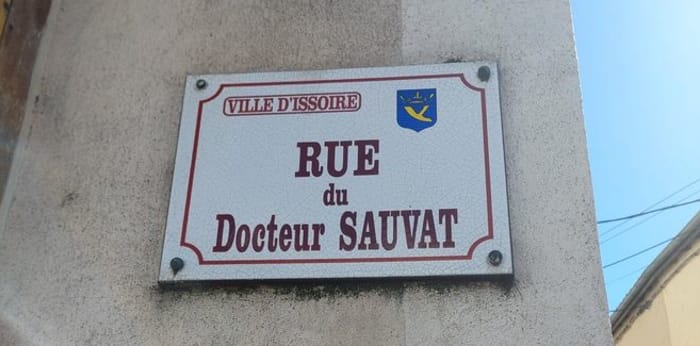 VILLE D'ISSOIRE
RUE
du
Docteur SAUVAT